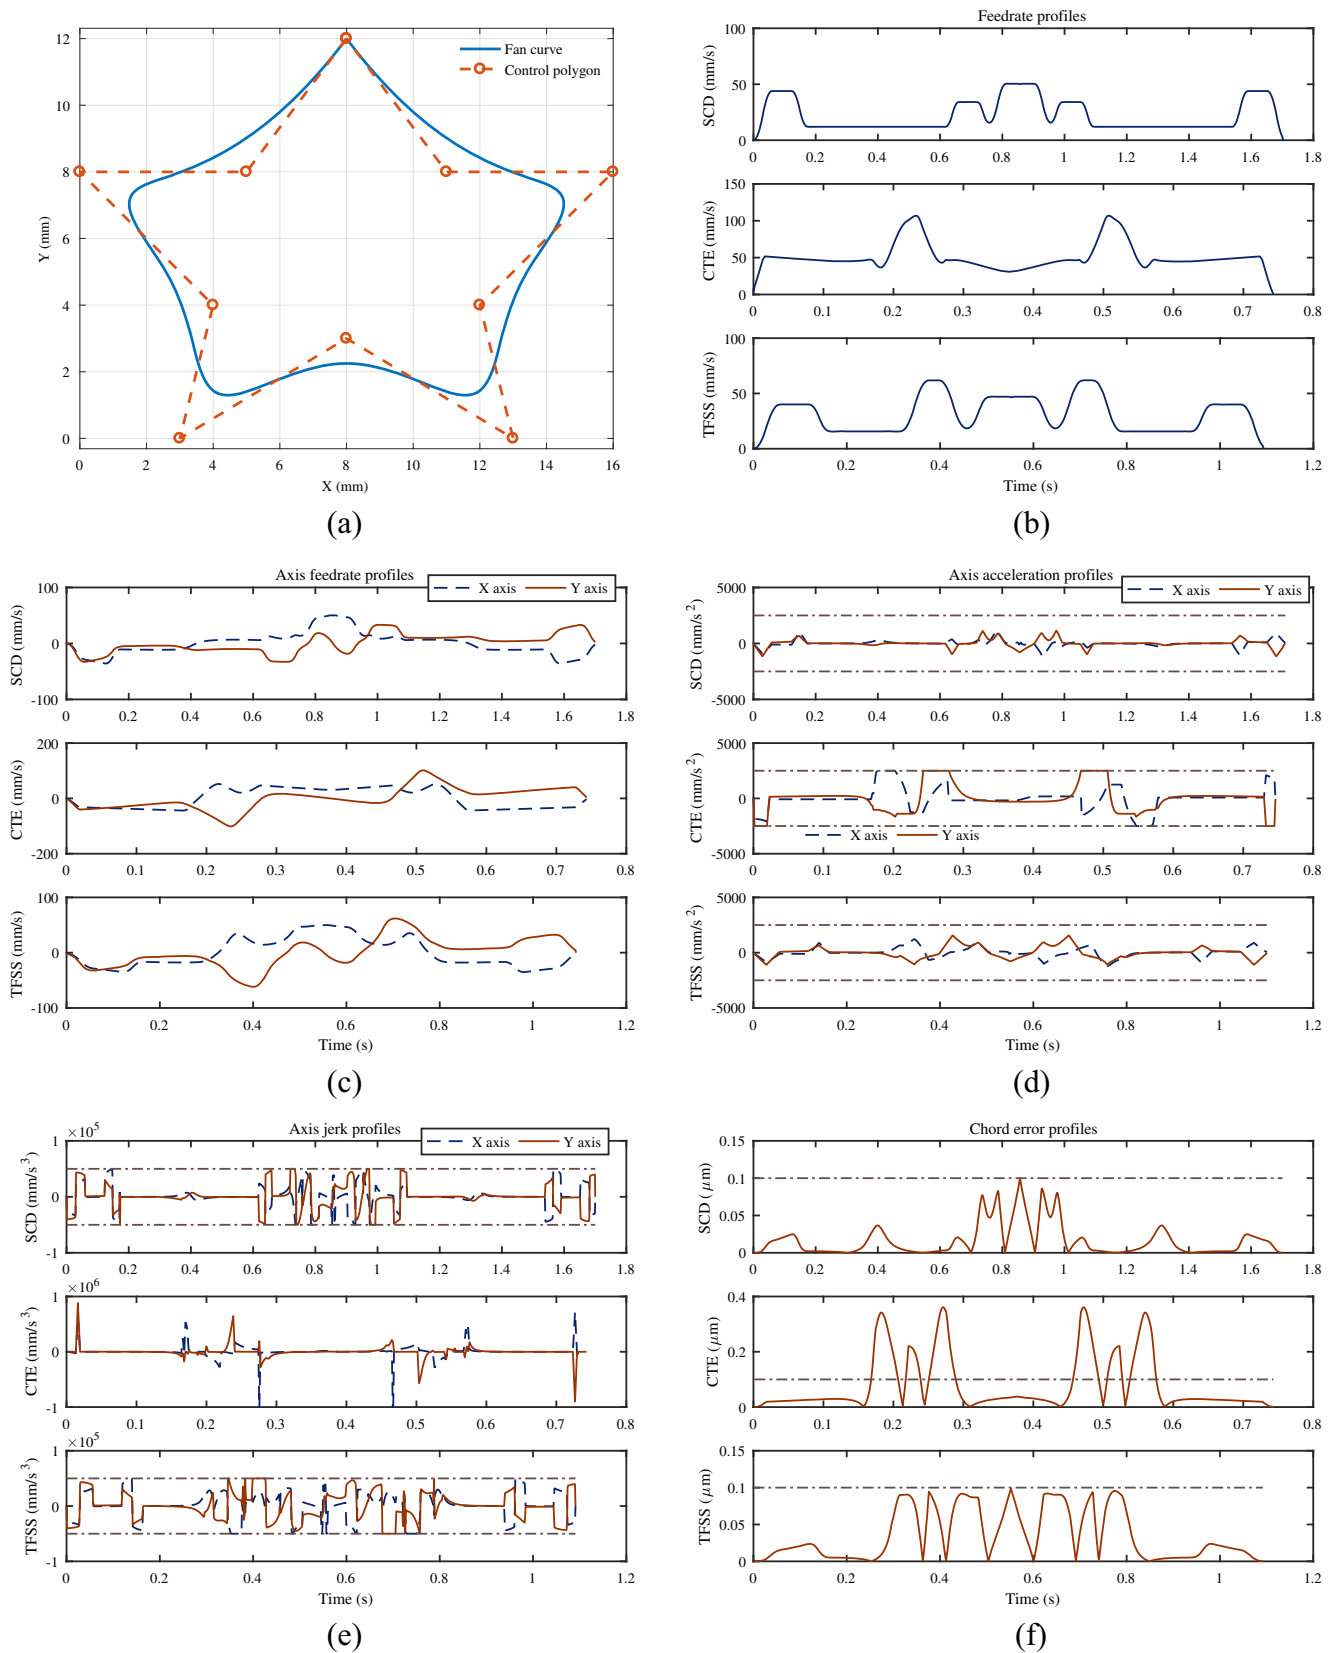 12
10
8
6
4
2
0
Y (mm)
0 2 4 6 8 10 12 14 16
X (mm)
Fan curve
Control polygon
(a)
Feedrate profiles
100
50
0
SCD (mm/s)
0 0.2 0.4 0.6 0.8 1 1.2 1.4 1.6 1.8
150
100
50
0
CTE (mm/s)
0 0.1 0.2 0.3 0.4 0.5 0.6 0.7 0.8
100
50
0
TFSS (mm/s)
0 0.2 0.4 0.6 0.8 1 1.2
Time (s)
(b)
Axis feedrate profiles
X axis Y axis
100
0
-100
SCD (mm/s)
0 0.2 0.4 0.6 0.8 1 1.2 1.4 1.6 1.8
200
0
-200
CTE (mm/s)
0 0.1 0.2 0.3 0.4 0.5 0.6 0.7 0.8
100
0
-100
TFSS (mm/s)
0 0.2 0.4 0.6 0.8 1 1.2
Time (s)
(c)
Axis acceleration profiles
X axis Y axis
5000
0
-5000
SCD (mm/s²)
0 0.2 0.4 0.6 0.8 1 1.2 1.4 1.6 1.8
5000
0
-5000
CTE (mm/s²)
X axis Y axis
0 0.1 0.2 0.3 0.4 0.5 0.6 0.7 0.8
5000
0
-5000
TFSS (mm/s²)
0 0.2 0.4 0.6 0.8 1 1.2
Time (s)
(d)
Axis jerk profiles
X axis Y axis
×10⁵
1
0
-1
SCD (mm/s³)
0 0.2 0.4 0.6 0.8 1 1.2 1.4 1.6 1.8
×10⁶
1
0
-1
CTE (mm/s³)
0 0.1 0.2 0.3 0.4 0.5 0.6 0.7 0.8
×10⁵
1
0
-1
TFSS (mm/s³)
0 0.2 0.4 0.6 0.8 1 1.2
Time (s)
(e)
Chord error profiles
0.15
0.1
0.05
0
SCD (μm)
0 0.2 0.4 0.6 0.8 1 1.2 1.4 1.6 1.8
0.4
0.2
0
CTE (μm)
0 0.1 0.2 0.3 0.4 0.5 0.6 0.7 0.8
0.15
0.1
0.05
0
TFSS (μm)
0 0.2 0.4 0.6 0.8 1 1.2
Time (s)
(f)